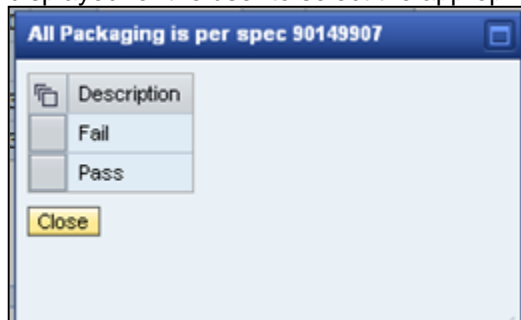 All Packaging is per spec 90149907
Description
Fail
Pass
Close